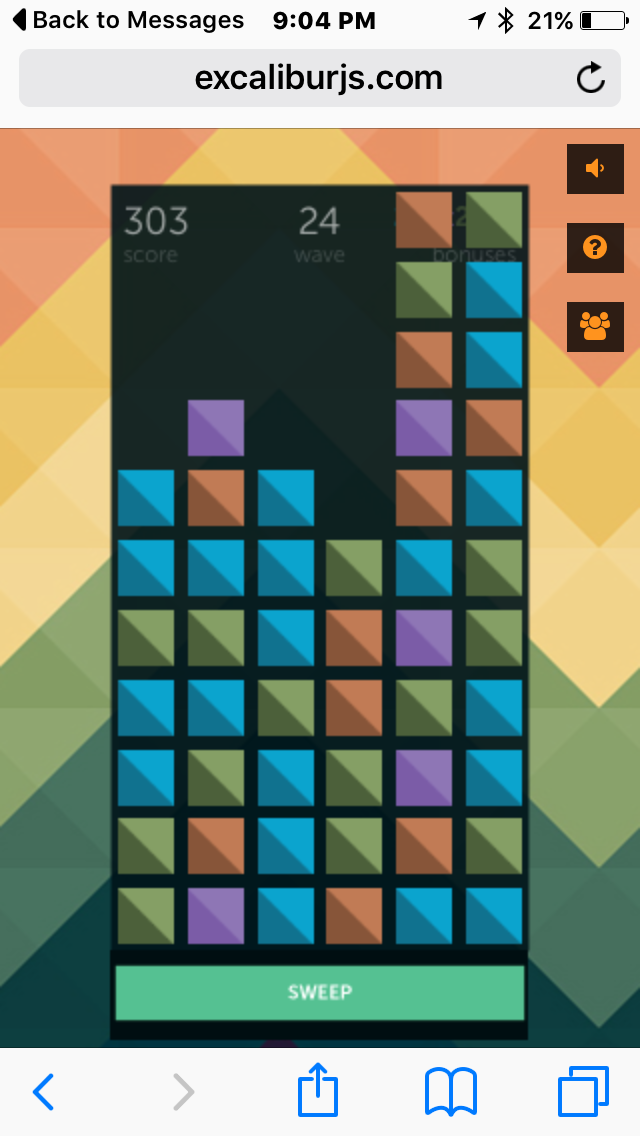 Back to Messages 9:04 PM 21%
excaliburjs.com
303 24
score wave bonuses
SWEEP